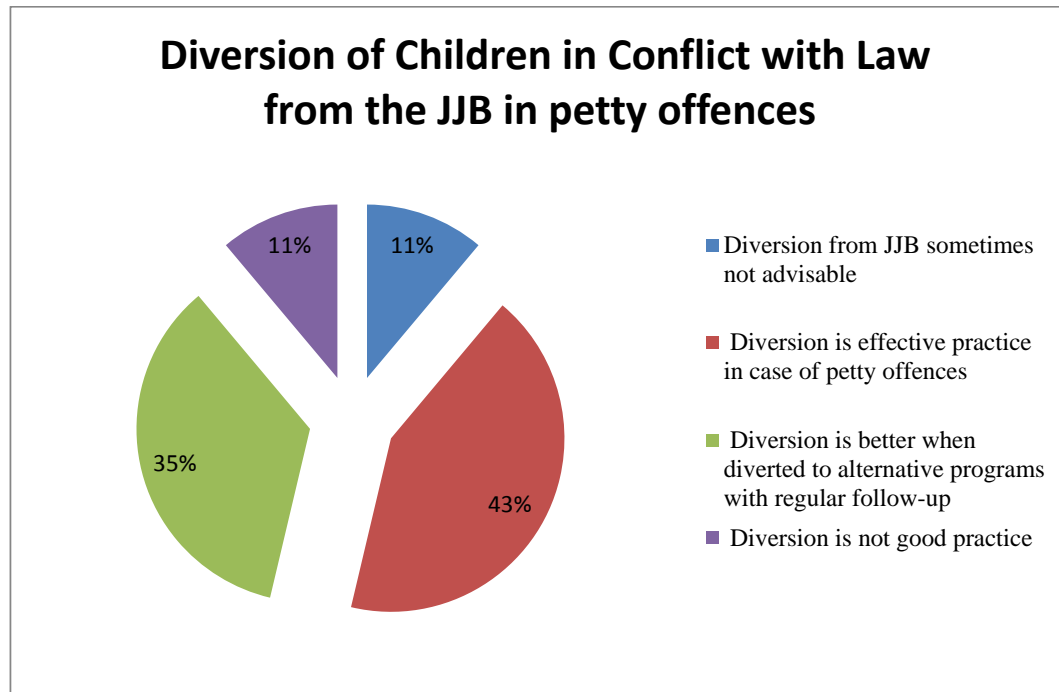 Diversion of Children in Conflict with Law
from the JJB in petty offences
11%
11%
35%
43%
Diversion from JJB sometimes
not advisable
Diversion is effective practice
in case of petty offences
Diversion is better when
diverted to alternative programs
with regular follow-up
Diversion is not good practice